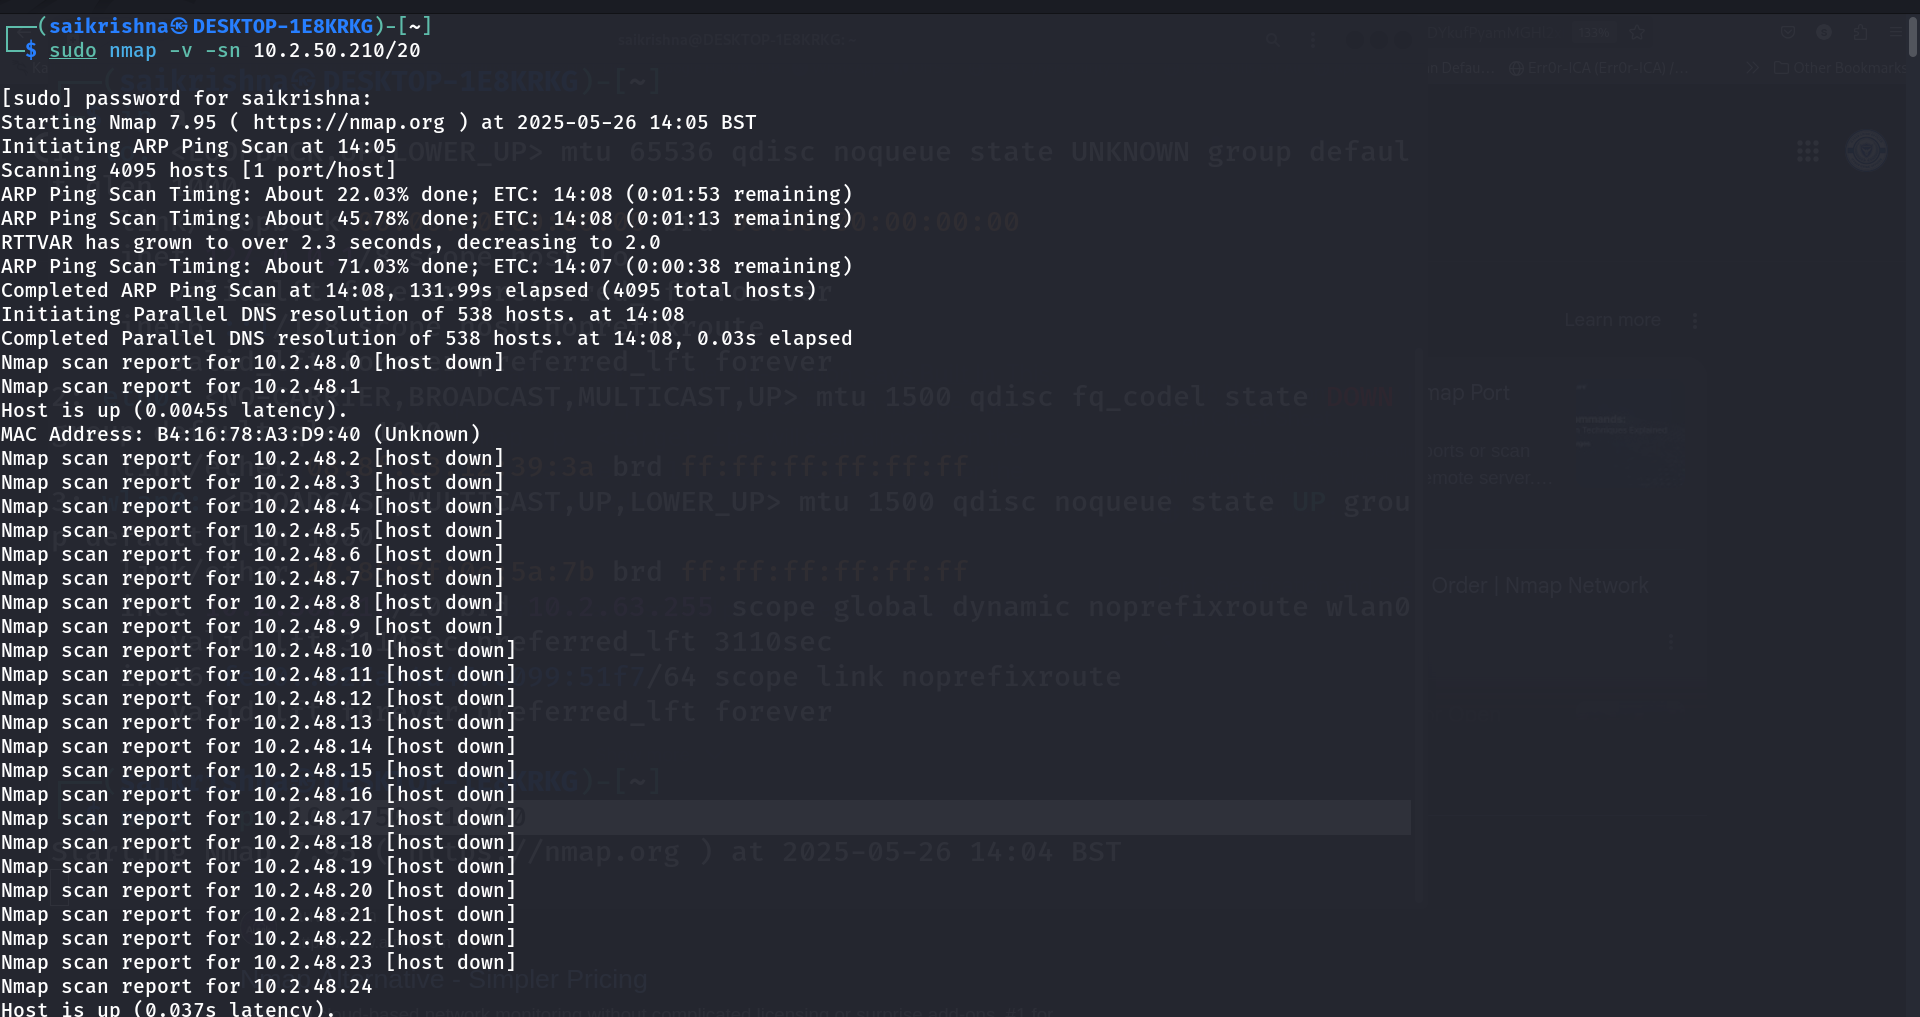 ┌──(saikrishna㉿DESKTOP-1E8KRKG)-[~]
└─$ sudo nmap -v -sn 10.2.50.210/20
[sudo] password for saikrishna:
Starting Nmap 7.95 ( https://nmap.org ) at 2025-05-26 14:05 BST
Initiating ARP Ping Scan at 14:05
Scanning 4095 hosts [1 port/host]
ARP Ping Scan Timing: About 22.03% done; ETC: 14:08 (0:01:53 remaining)
ARP Ping Scan Timing: About 45.78% done; ETC: 14:08 (0:01:13 remaining)
RTTVAR has grown to over 2.3 seconds, decreasing to 2.0
ARP Ping Scan Timing: About 71.03% done; ETC: 14:07 (0:00:38 remaining)
Completed ARP Ping Scan at 14:08, 131.99s elapsed (4095 total hosts)
Initiating Parallel DNS resolution of 538 hosts. at 14:08
Completed Parallel DNS resolution of 538 hosts. at 14:08, 0.03s elapsed
Nmap scan report for 10.2.48.0 [host down]
Nmap scan report for 10.2.48.1
Host is up (0.0045s latency).
MAC Address: B4:16:78:A3:D9:40 (Unknown)
Nmap scan report for 10.2.48.2 [host down]
Nmap scan report for 10.2.48.3 [host down]
Nmap scan report for 10.2.48.4 [host down]
Nmap scan report for 10.2.48.5 [host down]
Nmap scan report for 10.2.48.6 [host down]
Nmap scan report for 10.2.48.7 [host down]
Nmap scan report for 10.2.48.8 [host down]
Nmap scan report for 10.2.48.9 [host down]
Nmap scan report for 10.2.48.10 [host down]
Nmap scan report for 10.2.48.11 [host down]
Nmap scan report for 10.2.48.12 [host down]
Nmap scan report for 10.2.48.13 [host down]
Nmap scan report for 10.2.48.14 [host down]
Nmap scan report for 10.2.48.15 [host down]
Nmap scan report for 10.2.48.16 [host down]
Nmap scan report for 10.2.48.17 [host down]
Nmap scan report for 10.2.48.18 [host down]
Nmap scan report for 10.2.48.19 [host down]
Nmap scan report for 10.2.48.20 [host down]
Nmap scan report for 10.2.48.21 [host down]
Nmap scan report for 10.2.48.22 [host down]
Nmap scan report for 10.2.48.23 [host down]
Nmap scan report for 10.2.48.24
Host is up (0.037s latency).